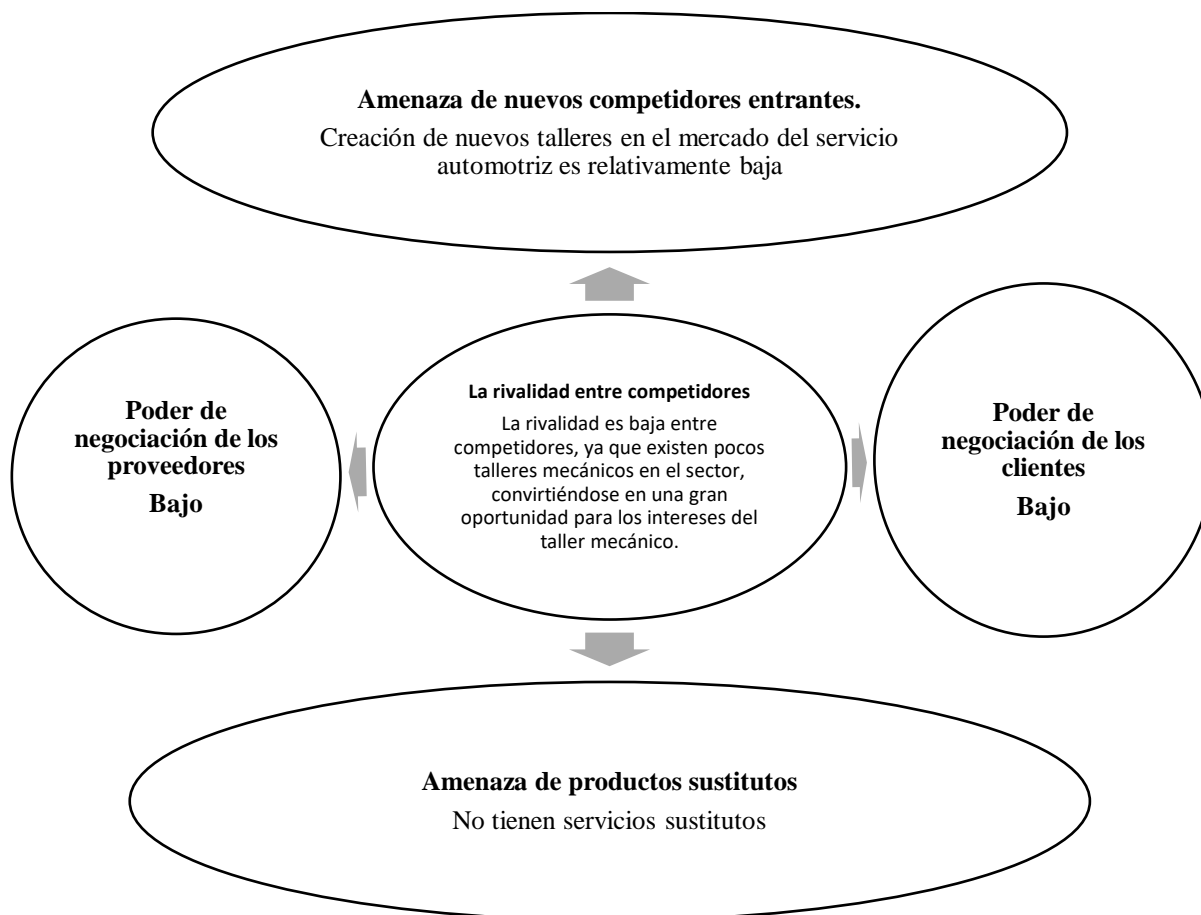 Amenaza de nuevos competidores entrantes.
Creación de nuevos talleres en el mercado del servicio
automotriz es relativamente baja
Poder de
negociación de los
proveedores
Bajo
La rivalidad entre competidores
La rivalidad es baja entre
competidores, ya que existen pocos
talleres mecánicos en el sector,
convirtiéndose en una gran
oportunidad para los intereses del
taller mecánico.
Poder de
negociación de los
clientes
Bajo
Amenaza de productos sustitutos
No tienen servicios sustitutos